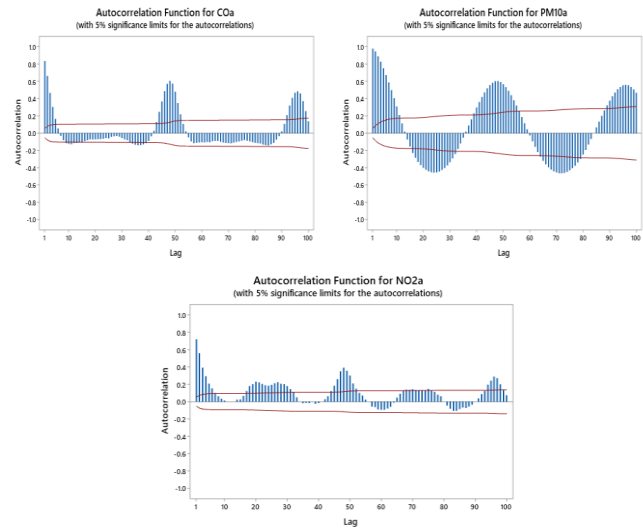 Autocorrelation Function for COa
(with 5% significance limits for the autocorrelations)
Autocorrelation
1.0
0.8
0.6
0.4
0.2
0.0
-0.2
-0.4
-0.6
-0.8
-1.0
1 10 20 30 40 50 60 70 80 90 100
Lag
Autocorrelation Function for PM10a
(with 5% significance limits for the autocorrelations)
Autocorrelation
1.0
0.8
0.6
0.4
0.2
0.0
-0.2
-0.4
-0.6
-0.8
-1.0
1 10 20 30 40 50 60 70 80 90 100
Lag
Autocorrelation Function for NO2a
(with 5% significance limits for the autocorrelations)
Autocorrelation
1.0
0.8
0.6
0.4
0.2
0.0
-0.2
-0.4
-0.6
-0.8
-1.0
1 10 20 30 40 50 60 70 80 90 100
Lag